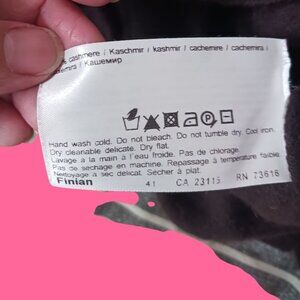 cashmere / Kaschmir / kashmir / cachemire / cachemira /
/ Кашемир
Hand wash cold. Do not bleach. Do not tumble dry. Cool iron.
Dry cleanable delicate. Dry flat.
Lavage a la main à l'eau froide. Pas de chlorage.
Pas de sechage en machine. Repassage à température faible
Nettoyage a sec delicat. Sécher à plat.
Finian 41 CA 23115 RN 73616